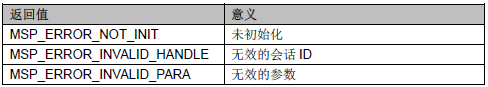 返回值 意义
MSP_ERROR_NOT_INIT 未初始化
MSP_ERROR_INVALID_HANDLE 无效的会话 ID
MSP_ERROR_INVALID_PARA 无效的参数